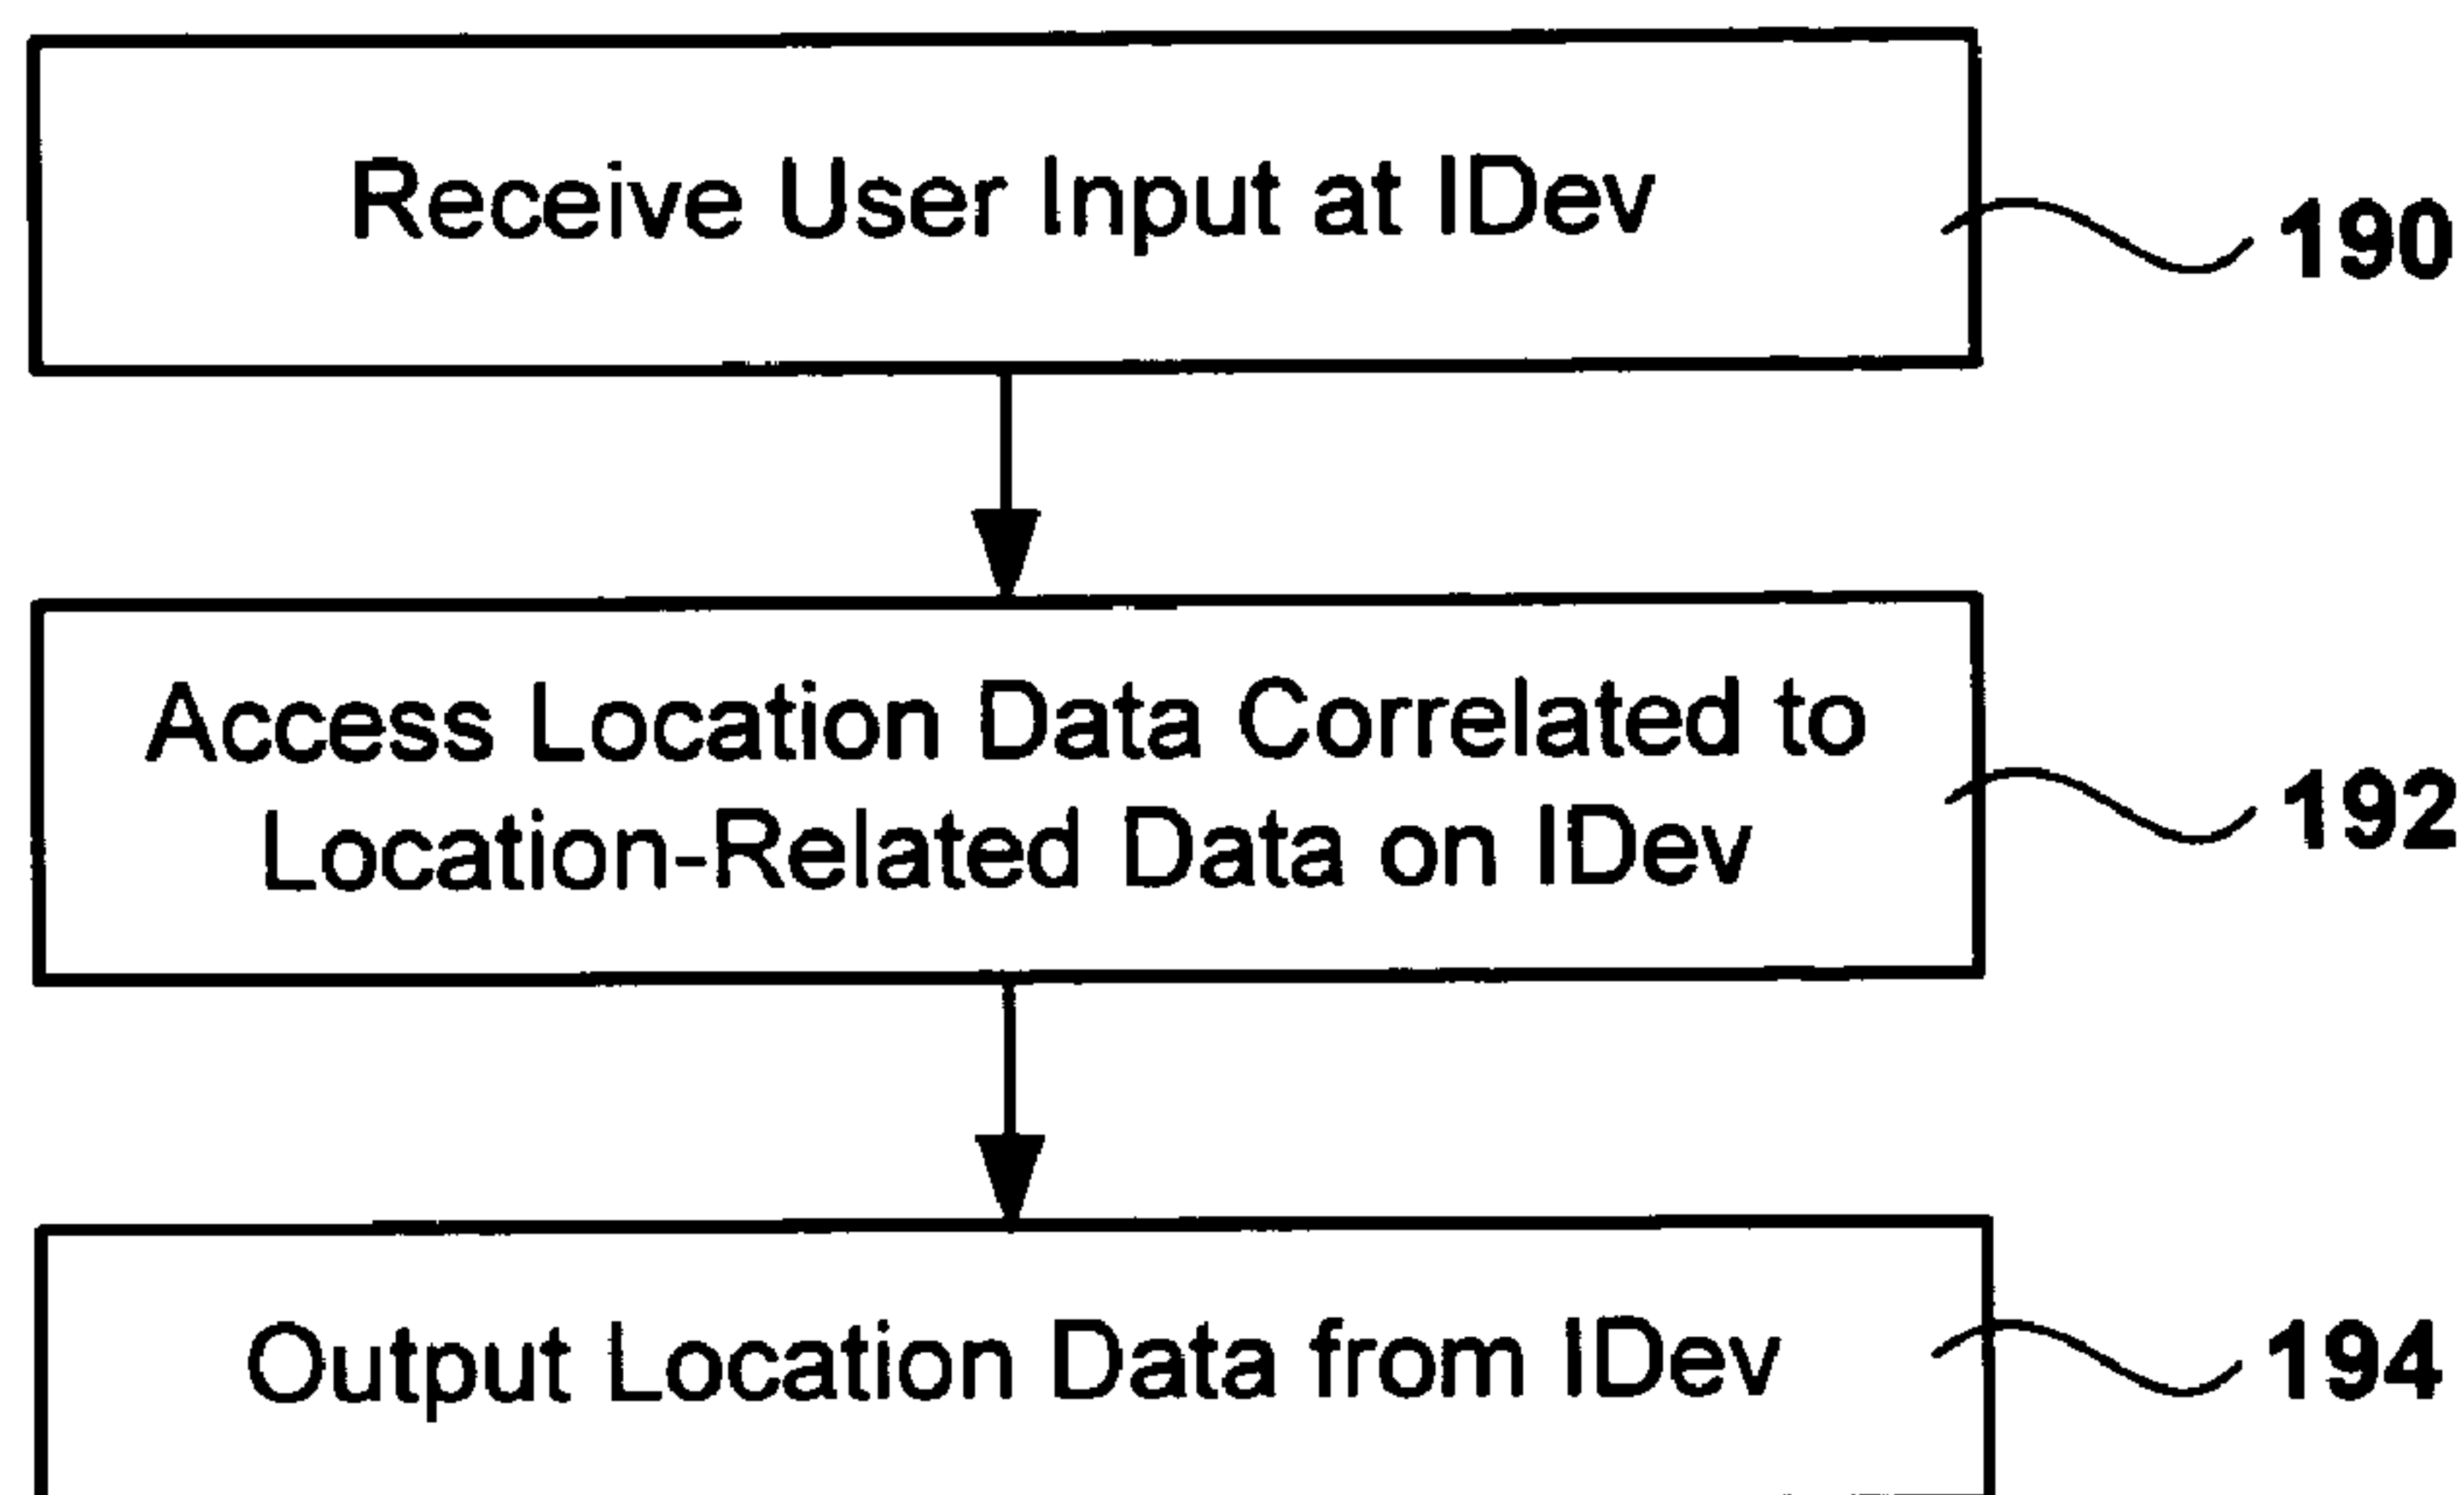 Receive User Input at IDev
190
Access Location Data Correlated to
Location-Related Data on IDev
192
Output Location Data from IDev
194